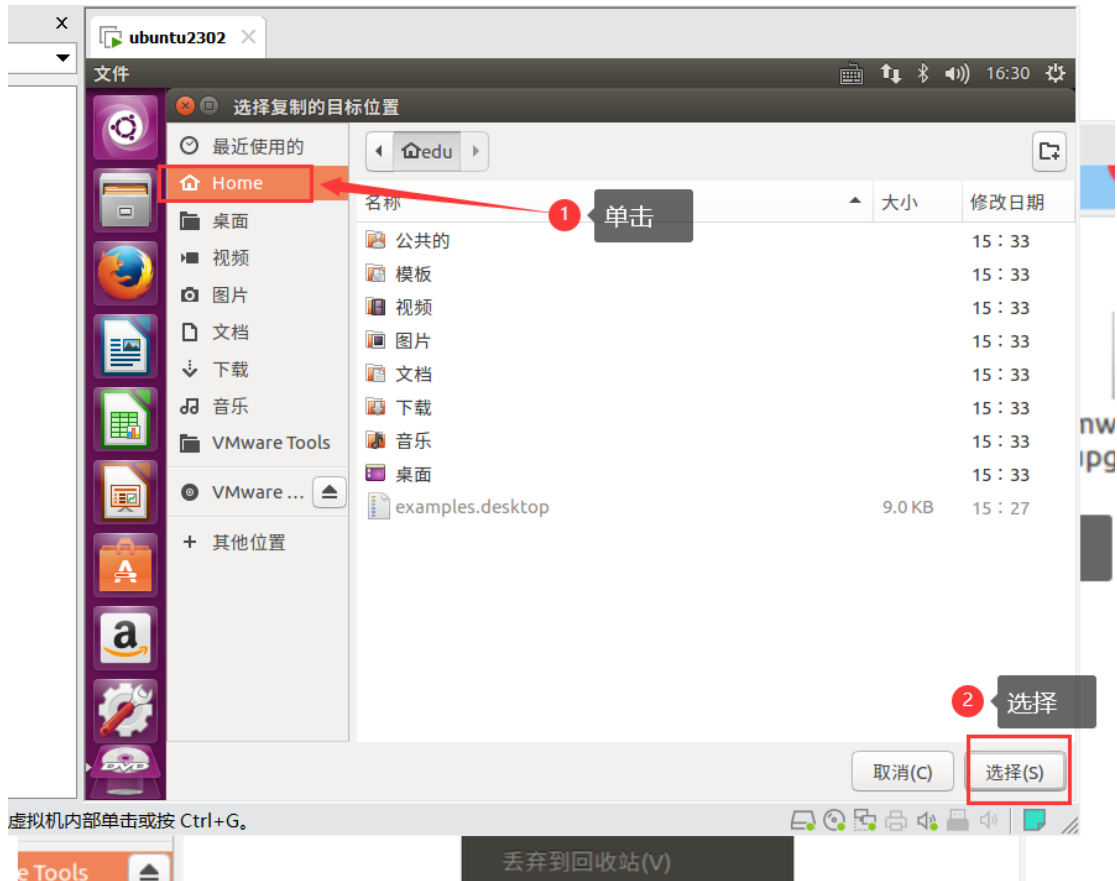 x
ubuntu2302
文件
16:30
选择复制的目标位置
最近使用的
edu
Home
名称
大小
修改日期
1
单击
桌面
公共的
15：33
视频
模板
15：33
图片
视频
15：33
文档
图片
15：33
下载
文档
15：33
音乐
下载
15：33
VMware Tools
音乐
15：33
桌面
15：33
VMware ...
examples.desktop
9.0 KB
15：27
其他位置
2
选择
取消(C)
选择(S)
虚拟机内部单击或按 Ctrl+G。
丢弃到回收站(V)
e Tools